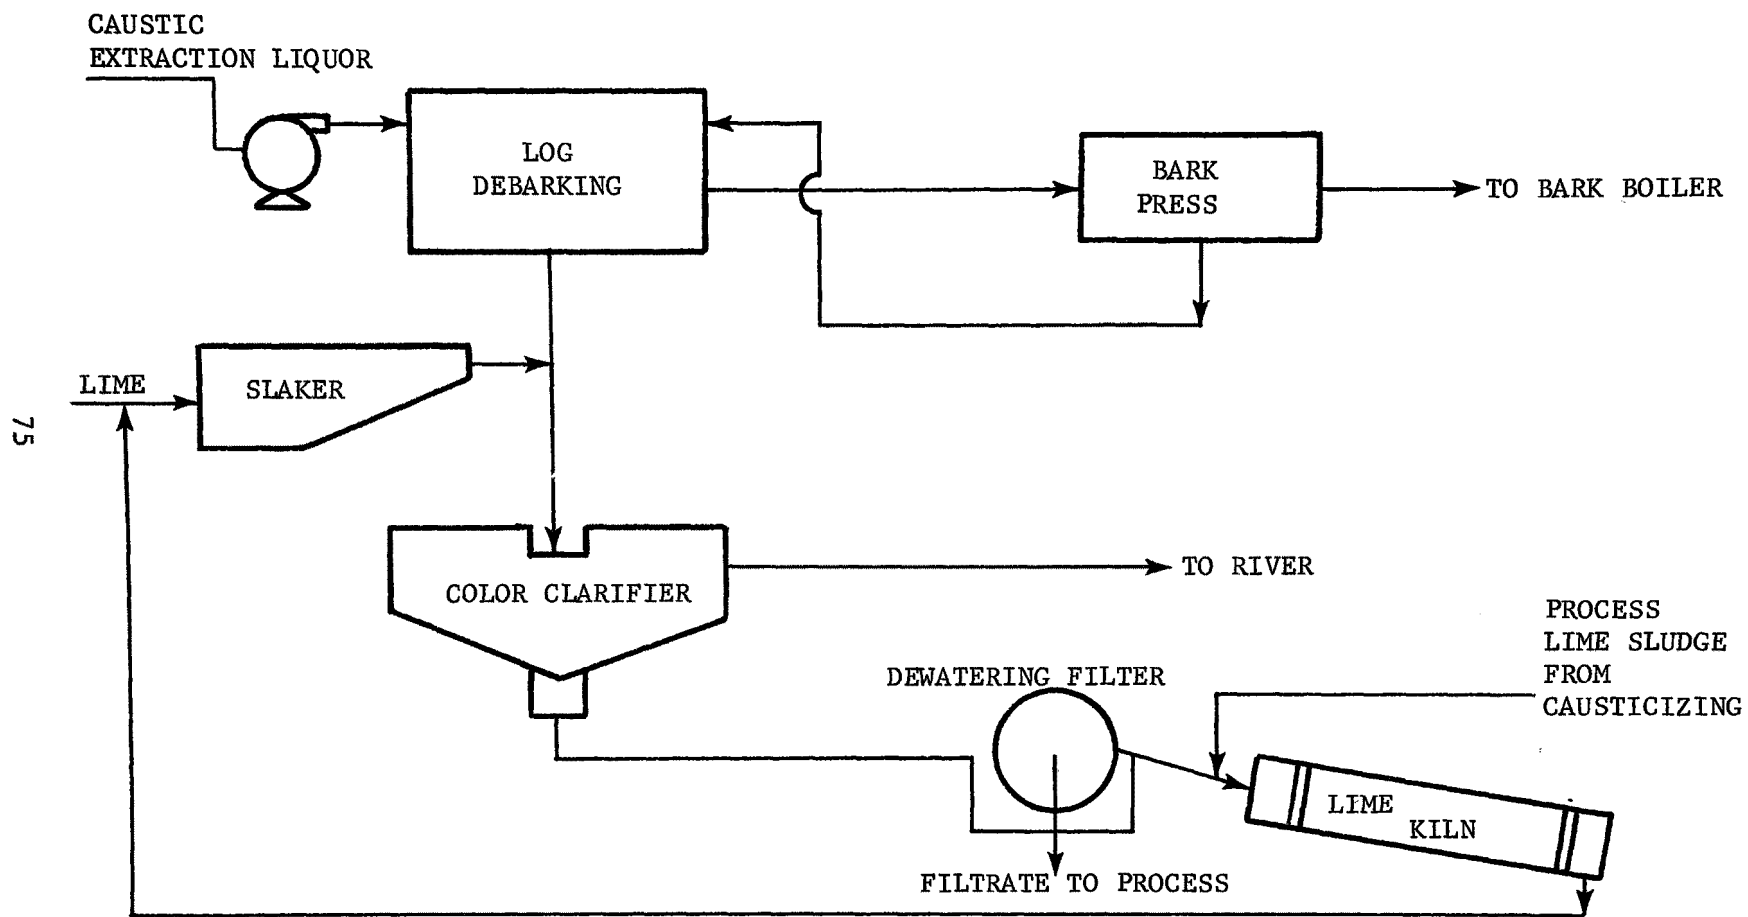 CAUSTIC
EXTRACTION LIQUOR
LOG
DEBARKING
BARK
PRESS
TO BARK BOILER
LIME
SLAKER
75
COLOR CLARIFIER
TO RIVER
PROCESS
LIME SLUDGE
FROM
CAUSTICIZING
DEWATERING FILTER
LIME
KILN
FILTRATE TO PROCESS